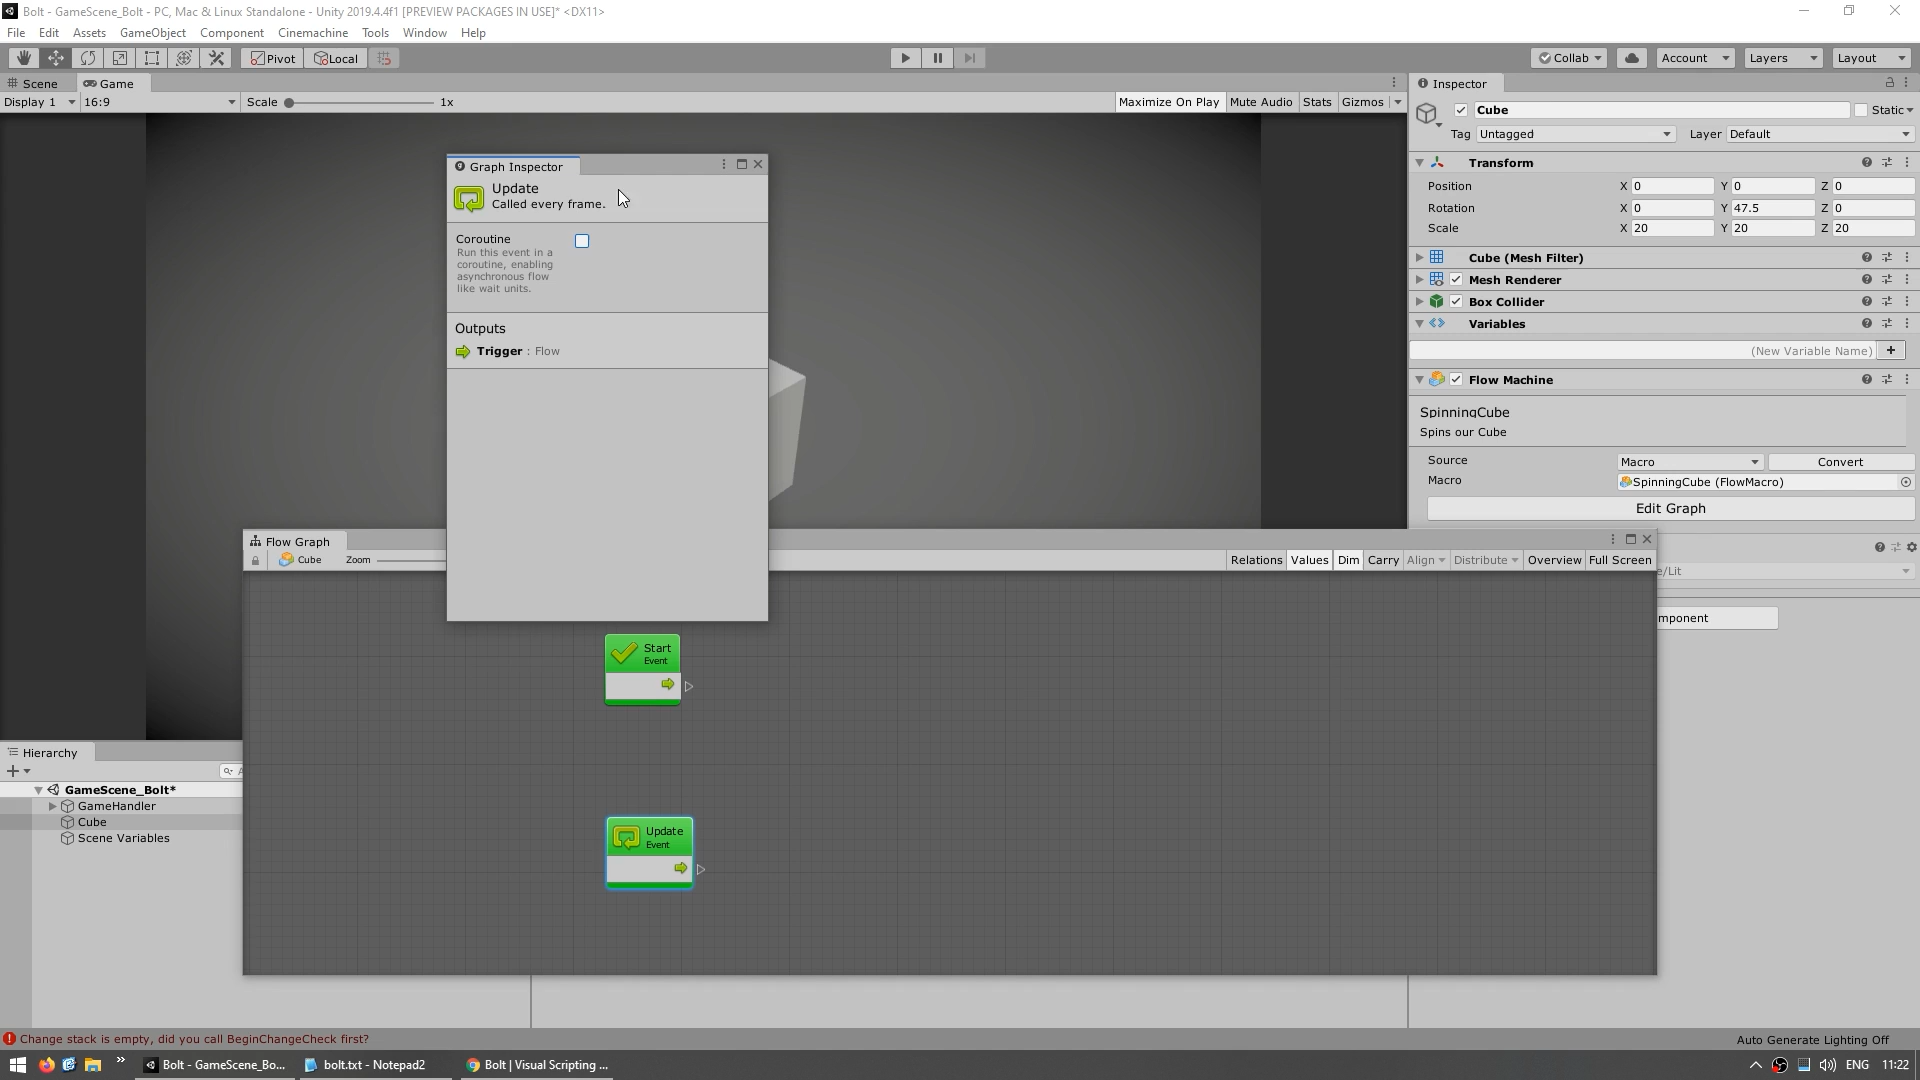 Bolt - GameScene_Bolt - PC, Mac & Linux Standalone - Unity 2019.4.4f1 [PREVIEW PACKAGES IN USE]* <DX11>
File Edit Assets GameObject Component Cinemachine Tools Window Help
Pivot Local Collab Account Layers Layout
Scene Game
Display 1 16:9 Scale 1x Maximize On Play Mute Audio Stats Gizmos
Inspector
Cube Static
Tag Untagged Layer Default
Transform
Position X 0 Y 0 Z 0
Rotation X 0 Y 47.5 Z 0
Scale X 20 Y 20 Z 20
Cube (Mesh Filter)
Mesh Renderer
Box Collider
Variables
(New Variable Name) +
Flow Machine
SpinningCube
Spins our Cube
Source Macro Convert
Macro SpinningCube (FlowMacro)
Edit Graph
e/Lit
mponent
Graph Inspector
Update
Called every frame.
Coroutine
Run this event in a
coroutine, enabling
asynchronous flow
like wait units.
Outputs
Trigger : Flow
Flow Graph
Cube Zoom Relations Values Dim Carry Align Distribute Overview Full Screen
Start
Event
Update
Event
Hierarchy
A
GameScene_Bolt*
GameHandler
Cube
Scene Variables
Change stack is empty, did you call BeginChangeCheck first?
Auto Generate Lighting Off
Bolt - GameScene_Bo... bolt.txt - Notepad2 Bolt | Visual Scripting ... ENG 11:22